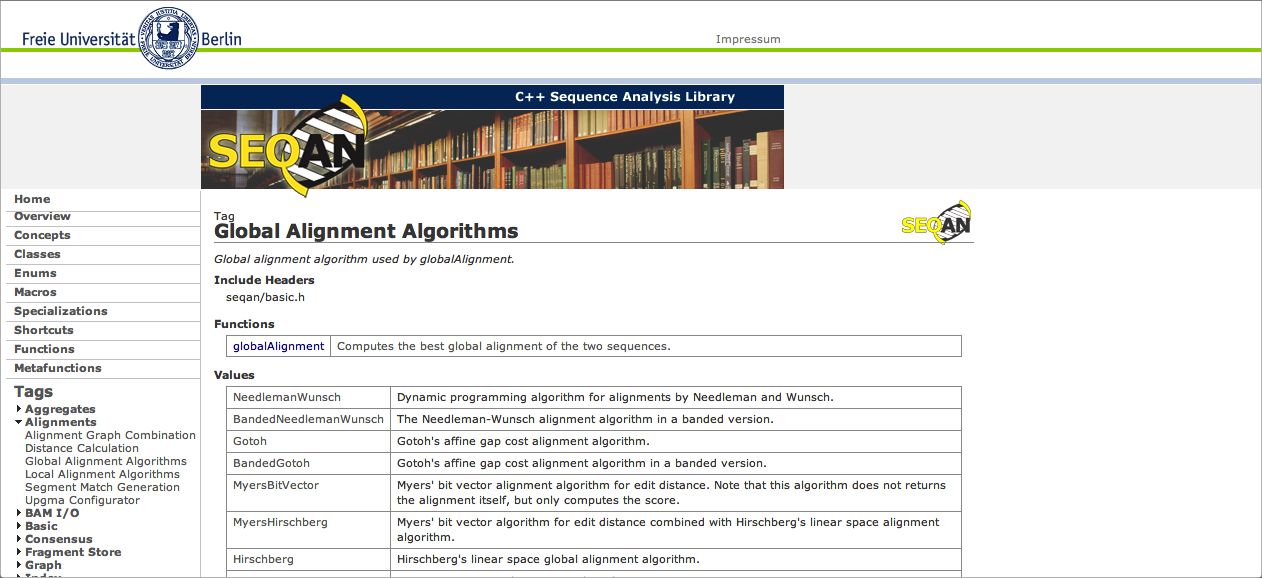 Freie Universität Berlin
Impressum
C++ Sequence Analysis Library
SEQAN
Home
Overview
Concepts
Classes
Enums
Macros
Specializations
Shortcuts
Functions
Metafunctions
Tags
Aggregates
Alignments
Alignment Graph Combination
Distance Calculation
Global Alignment Algorithms
Local Alignment Algorithms
Segment Match Generation
Upgma Configurator
BAM I/O
Basic
Consensus
Fragment Store
Graph
Tag
SEQAN
Global Alignment Algorithms
Global alignment algorithm used by globalAlignment.
Include Headers
seqan/basic.h
Functions
globalAlignment Computes the best global alignment of the two sequences.
Values
NeedlemanWunsch Dynamic programming algorithm for alignments by Needleman and Wunsch.
BandedNeedlemanWunsch The Needleman-Wunsch alignment algorithm in a banded version.
Gotoh Gotoh's affine gap cost alignment algorithm.
BandedGotoh Gotoh's affine gap cost alignment algorithm in a banded version.
MyersBitVector Myers' bit vector alignment algorithm for edit distance. Note that this algorithm does not returns
the alignment itself, but only computes the score.
MyersHirschberg Myers' bit vector algorithm for edit distance combined with Hirschberg's linear space alignment
algorithm.
Hirschberg Hirschberg's linear space global alignment algorithm.